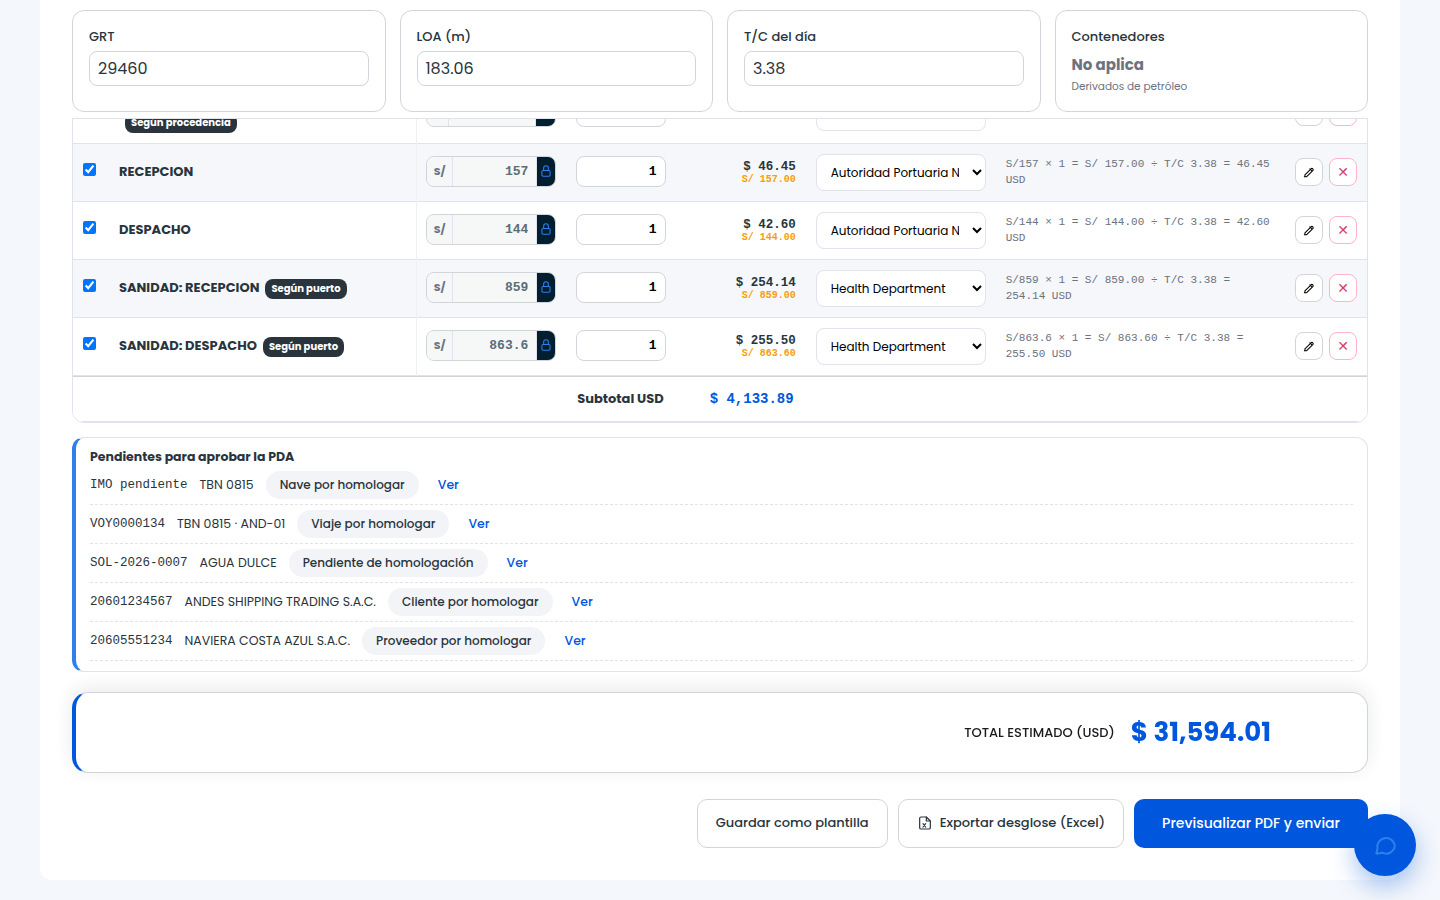 GRT
29460
LOA (m)
183.06
T/C del día
3.38
Contenedores
No aplica
Derivados de petróleo
Según procedencia
RECEPCION s/ 157 1 $ 46.45 Autoridad Portuaria N S/157 × 1 = S/ 157.00 ÷ T/C 3.38 = 46.45
S/ 157.00 USD
DESPACHO s/ 144 1 $ 42.60 Autoridad Portuaria N S/144 × 1 = S/ 144.00 ÷ T/C 3.38 = 42.60
S/ 144.00 USD
SANIDAD: RECEPCION Según puerto s/ 859 1 $ 254.14 Health Department S/859 × 1 = S/ 859.00 ÷ T/C 3.38 =
S/ 859.00 254.14 USD
SANIDAD: DESPACHO Según puerto s/ 863.6 1 $ 255.50 Health Department S/863.6 × 1 = S/ 863.60 ÷ T/C 3.38 =
S/ 863.60 255.50 USD
Subtotal USD $ 4,133.89
Pendientes para aprobar la PDA
IMO pendiente TBN 0815 Nave por homologar Ver
VOY0000134 TBN 0815 · AND-01 Viaje por homologar Ver
SOL-2026-0007 AGUA DULCE Pendiente de homologación Ver
20601234567 ANDES SHIPPING TRADING S.A.C. Cliente por homologar Ver
20605551234 NAVIERA COSTA AZUL S.A.C. Proveedor por homologar Ver
TOTAL ESTIMADO (USD) $ 31,594.01
Guardar como plantilla
Exportar desglose (Excel)
Previsualizar PDF y enviar